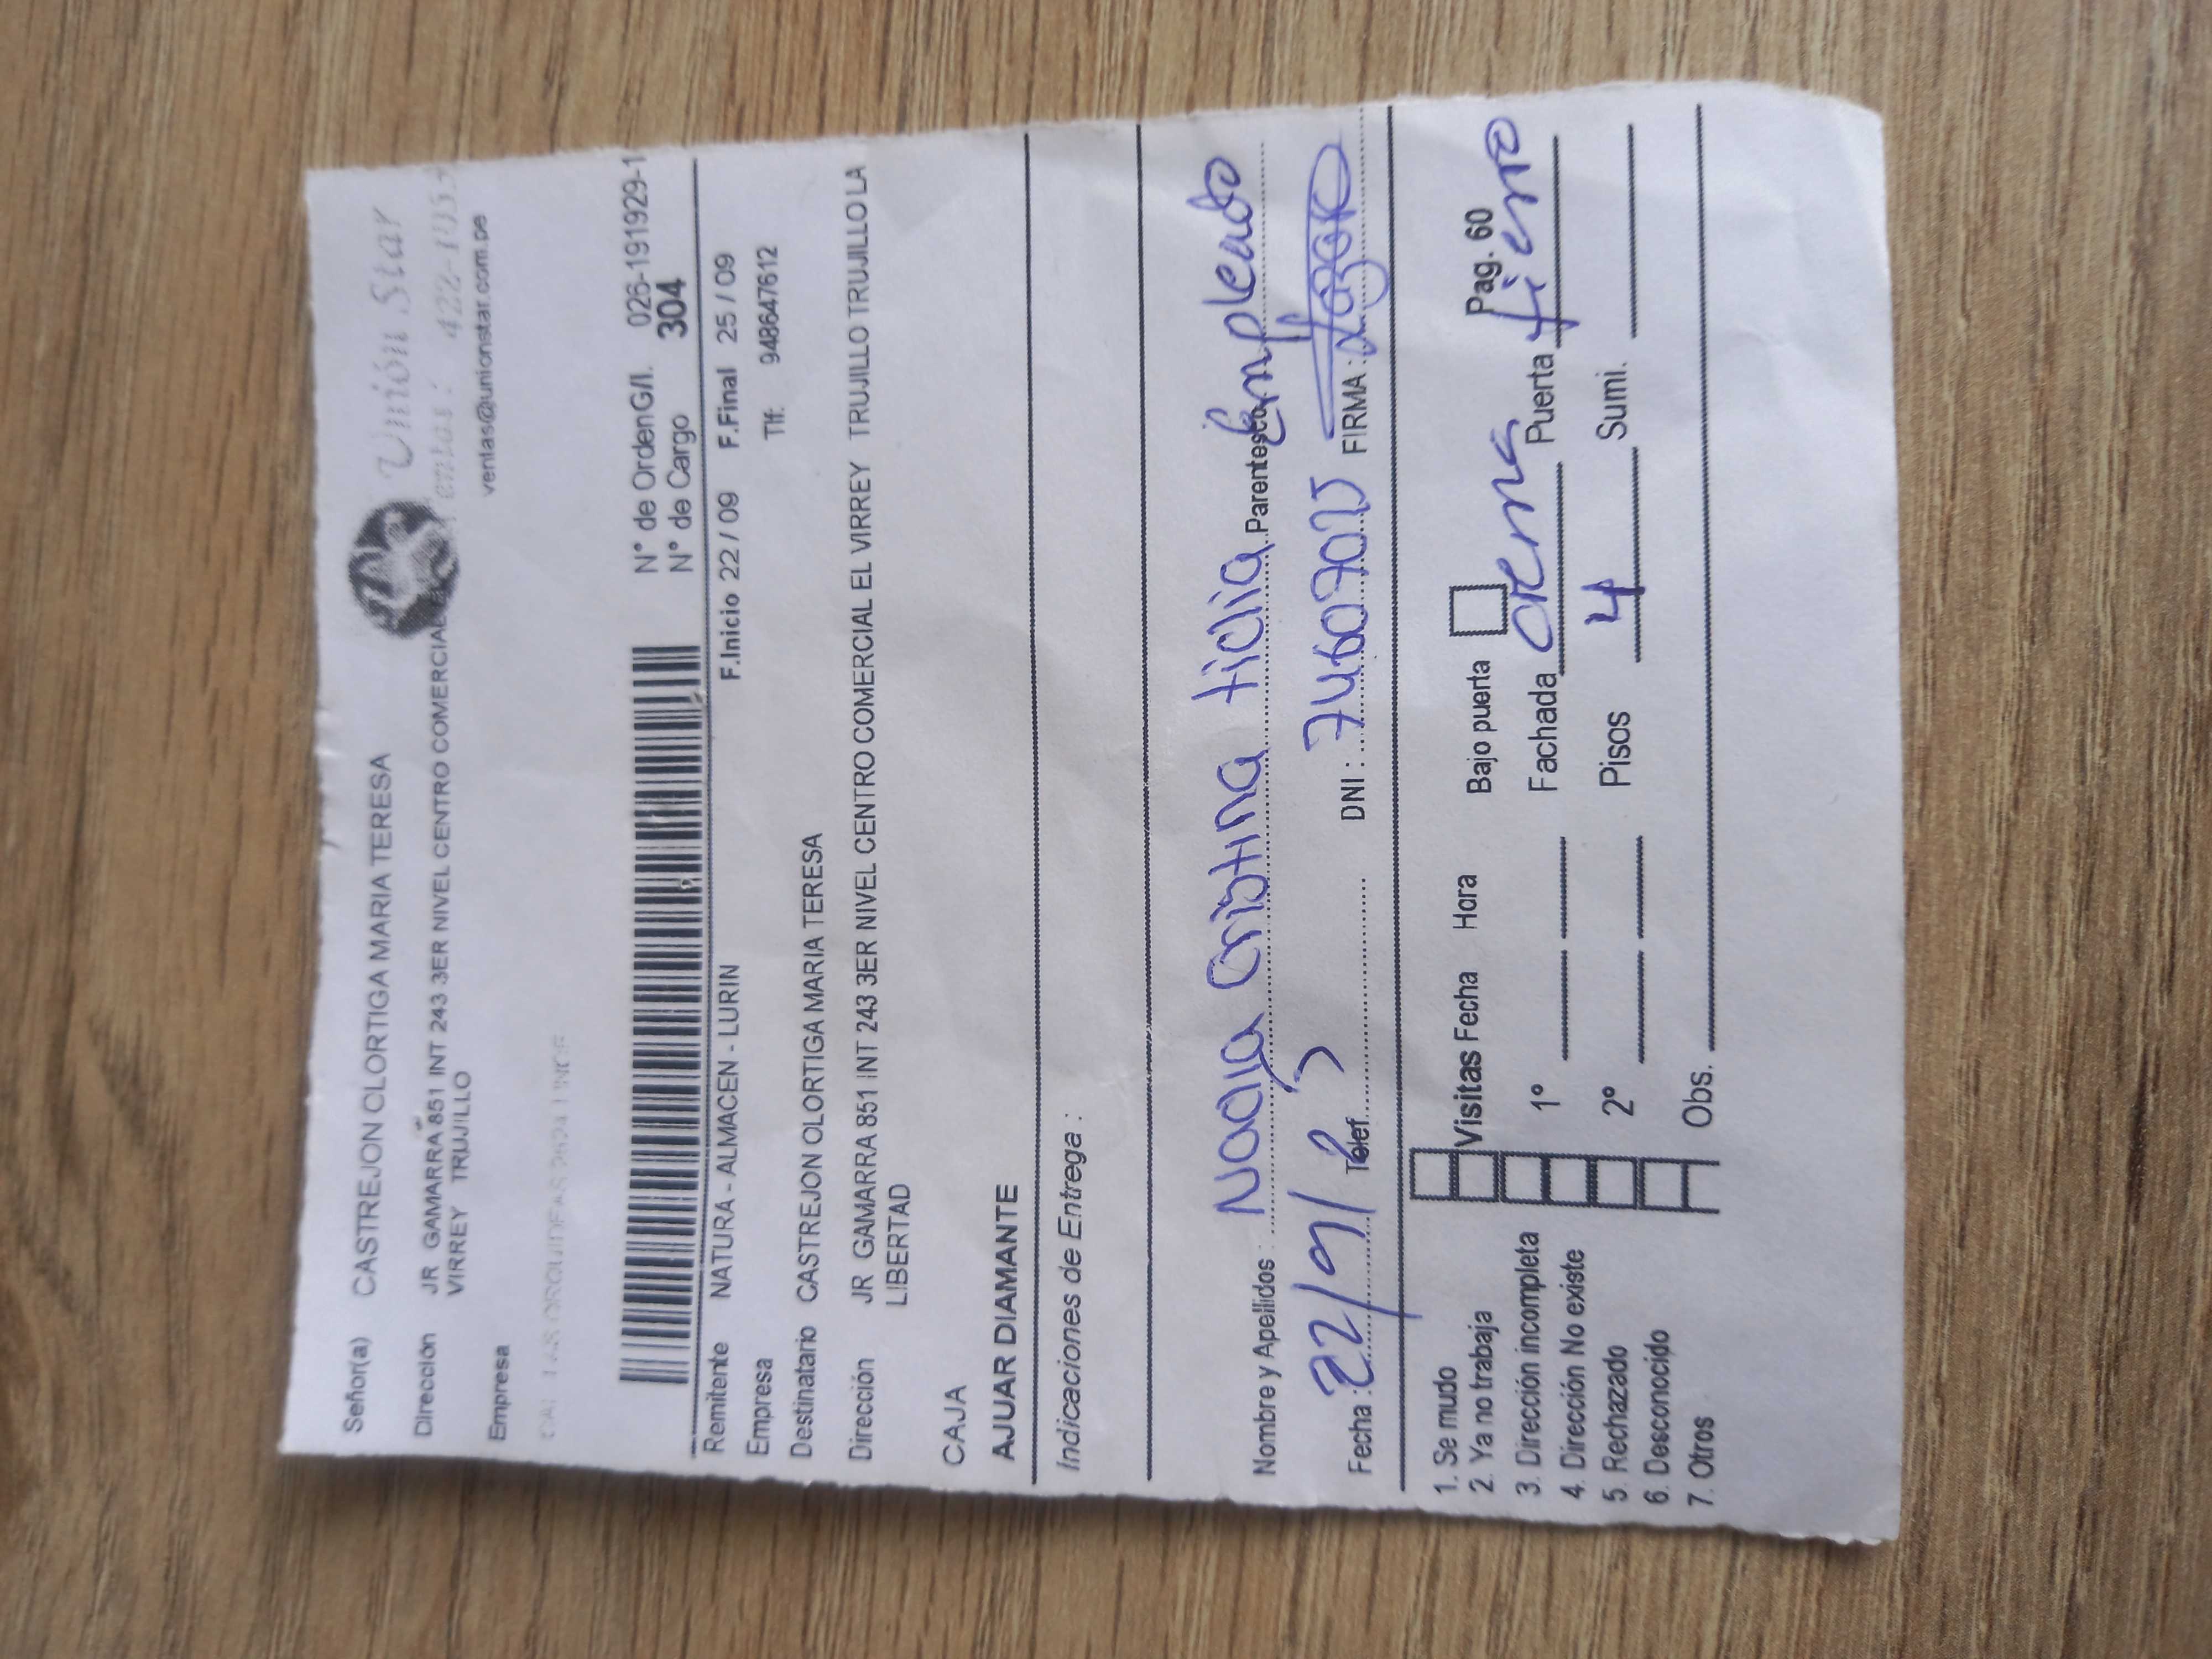 Señor(a) CASTREJON OLORTIGA MARIA TERESA
Unión Star
Dirección JR GAMARRA 851 INT 243 3ER NIVEL CENTRO COMERCIAL EL
VIRREY TRUJILLO
ventas@unionstar.com.pe
Empresa
N° de OrdenG/I. 026-191929-1
N° de Cargo 304
Remitente NATURA - ALMACEN - LURIN F.Inicio 22 / 09 F.Final 25 / 09
Empresa Tlf: 948647612
Destinatario CASTREJON OLORTIGA MARIA TERESA
Dirección JR GAMARRA 851 INT 243 3ER NIVEL CENTRO COMERCIAL EL VIRREY TRUJILLO TRUJILLO LA
LIBERTAD
CAJA
AJUAR DIAMANTE
Indicaciones de Entrega :
Nombre y Apellidos : Cristina ticlia Parentesco Empleado
Fecha : 22/9/ Telef. DNI : 74607025 FIRMA :
1. Se mudo
2. Ya no trabaja Visitas Fecha Hora Bajo puerta Pag. 60
3. Dirección incompleta 1° Fachada crema Puerta fierro
4. Dirección No existe
5. Rechazado 2° Pisos 4 Sumi.
6. Desconocido
7. Otros Obs.